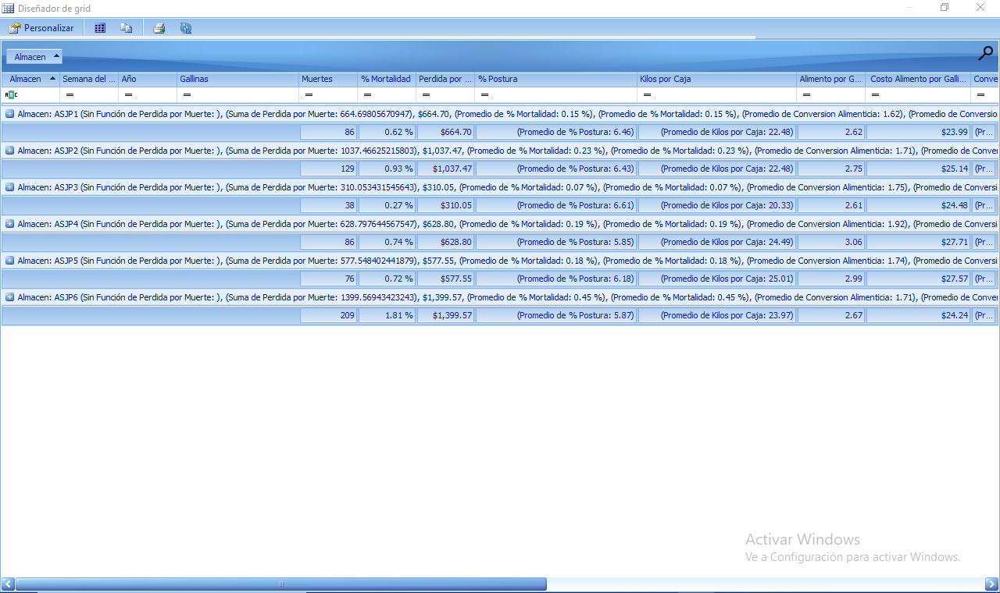 Diseñador de grid
Personalizar
Almacen
Almacen Semana del ... Año Gallinas Muertes % Mortalidad Perdida por ... % Postura Kilos por Caja Alimento por G... Costo Alimento por Galli... Conve
ABC = = = = = = = = = = =
Almacen: ASJP1 (Sin Función de Perdida por Muerte: ), (Suma de Perdida por Muerte: 664.69805670947), $664.70, (Promedio de % Mortalidad: 0.15 %), (Promedio de % Mortalidad: 0.15 %), (Promedio de Conversion Alimenticia: 1.62), (Promedio de Conversion
86 0.62 % $664.70 (Promedio de % Postura: 6.46) (Promedio de Kilos por Caja: 22.48) 2.62 $23.99 (Pr...
Almacen: ASJP2 (Sin Función de Perdida por Muerte: ), (Suma de Perdida por Muerte: 1037.46625215803), $1,037.47, (Promedio de % Mortalidad: 0.23 %), (Promedio de % Mortalidad: 0.23 %), (Promedio de Conversion Alimenticia: 1.71), (Promedio de Conver
129 0.93 % $1,037.47 (Promedio de % Postura: 6.43) (Promedio de Kilos por Caja: 22.48) 2.75 $25.14 (Pr...
Almacen: ASJP3 (Sin Función de Perdida por Muerte: ), (Suma de Perdida por Muerte: 310.053431545643), $310.05, (Promedio de % Mortalidad: 0.07 %), (Promedio de % Mortalidad: 0.07 %), (Promedio de Conversion Alimenticia: 1.75), (Promedio de Conversi
38 0.27 % $310.05 (Promedio de % Postura: 6.61) (Promedio de Kilos por Caja: 20.33) 2.61 $24.48 (Pr...
Almacen: ASJP4 (Sin Función de Perdida por Muerte: ), (Suma de Perdida por Muerte: 628.797644567547), $628.80, (Promedio de % Mortalidad: 0.19 %), (Promedio de % Mortalidad: 0.19 %), (Promedio de Conversion Alimenticia: 1.92), (Promedio de Conversi
86 0.74 % $628.80 (Promedio de % Postura: 5.85) (Promedio de Kilos por Caja: 24.49) 3.06 $27.71 (Pr...
Almacen: ASJP5 (Sin Función de Perdida por Muerte: ), (Suma de Perdida por Muerte: 577.548402441879), $577.55, (Promedio de % Mortalidad: 0.18 %), (Promedio de % Mortalidad: 0.18 %), (Promedio de Conversion Alimenticia: 1.74), (Promedio de Conversi
76 0.72 % $577.55 (Promedio de % Postura: 6.18) (Promedio de Kilos por Caja: 25.01) 2.99 $27.57 (Pr...
Almacen: ASJP6 (Sin Función de Perdida por Muerte: ), (Suma de Perdida por Muerte: 1399.56943423243), $1,399.57, (Promedio de % Mortalidad: 0.45 %), (Promedio de % Mortalidad: 0.45 %), (Promedio de Conversion Alimenticia: 1.71), (Promedio de Conver
209 1.81 % $1,399.57 (Promedio de % Postura: 5.87) (Promedio de Kilos por Caja: 23.97) 2.67 $24.24 (Pr...
Activar Windows
Ve a Configuración para activar Windows.